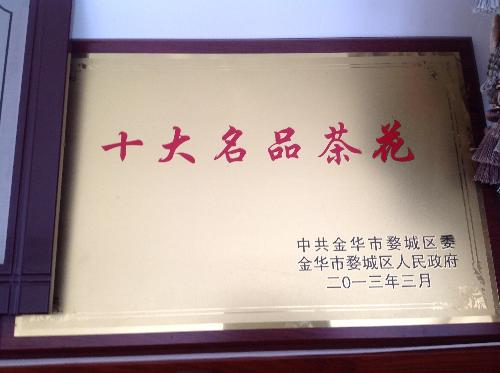 十大名品茶花
中共金华市婺城区委
金华市婺城区人民政府
二〇一三年三月